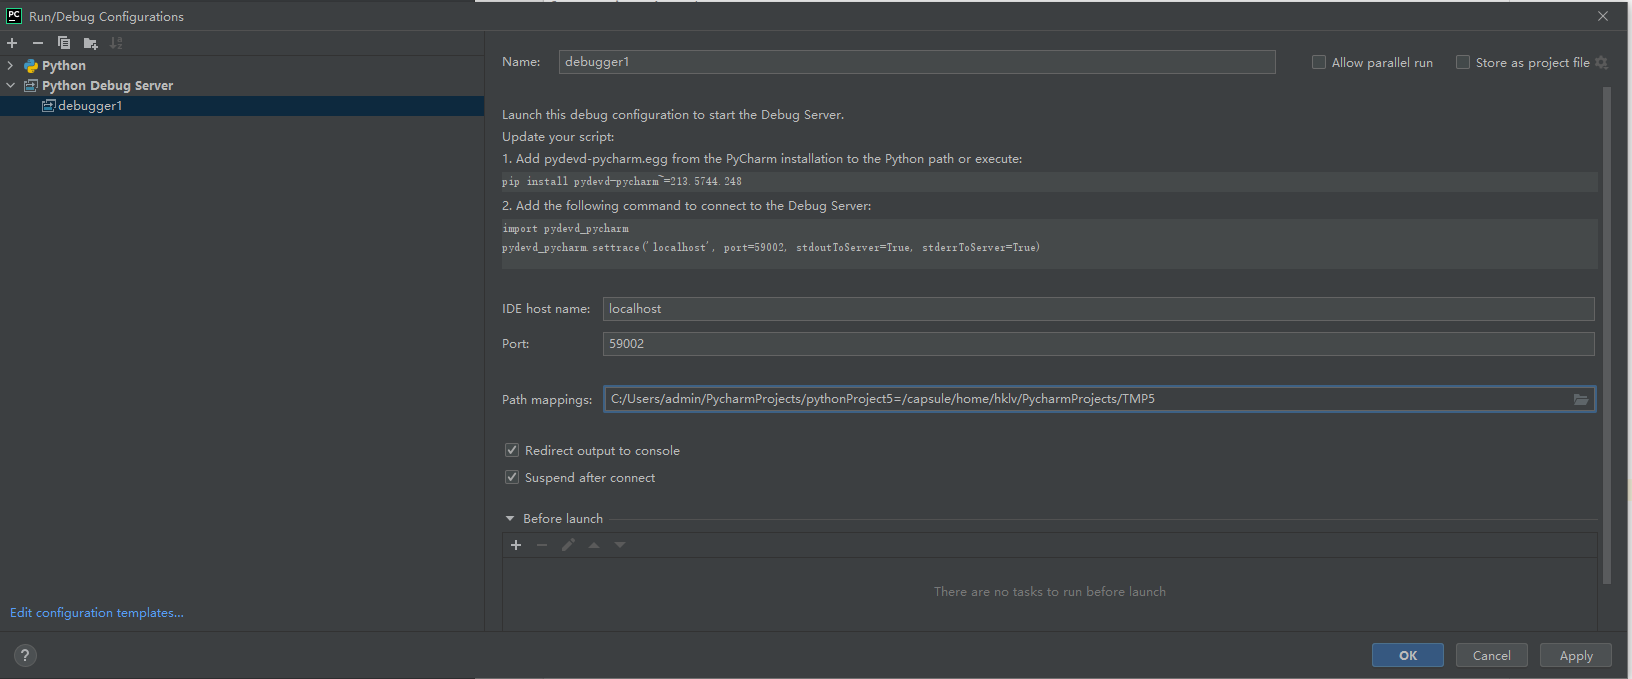 PC Run/Debug Configurations
Python
Python Debug Server
debugger1
Edit configuration templates...
Name: debugger1
Allow parallel run
Store as project file
Launch this debug configuration to start the Debug Server.
Update your script:
1. Add pydevd-pycharm.egg from the PyCharm installation to the Python path or execute:
pip install pydevd-pycharm~=213.5744.248
2. Add the following command to connect to the Debug Server:
import pydevd_pycharm
pydevd_pycharm.settrace('localhost', port=59002, stdoutToServer=True, stderrToServer=True)
IDE host name: localhost
Port: 59002
Path mappings: C:/Users/admin/PycharmProjects/pythonProject5=/capsule/home/hklv/PycharmProjects/TMP5
Redirect output to console
Suspend after connect
Before launch
There are no tasks to run before launch
?
OK
Cancel
Apply